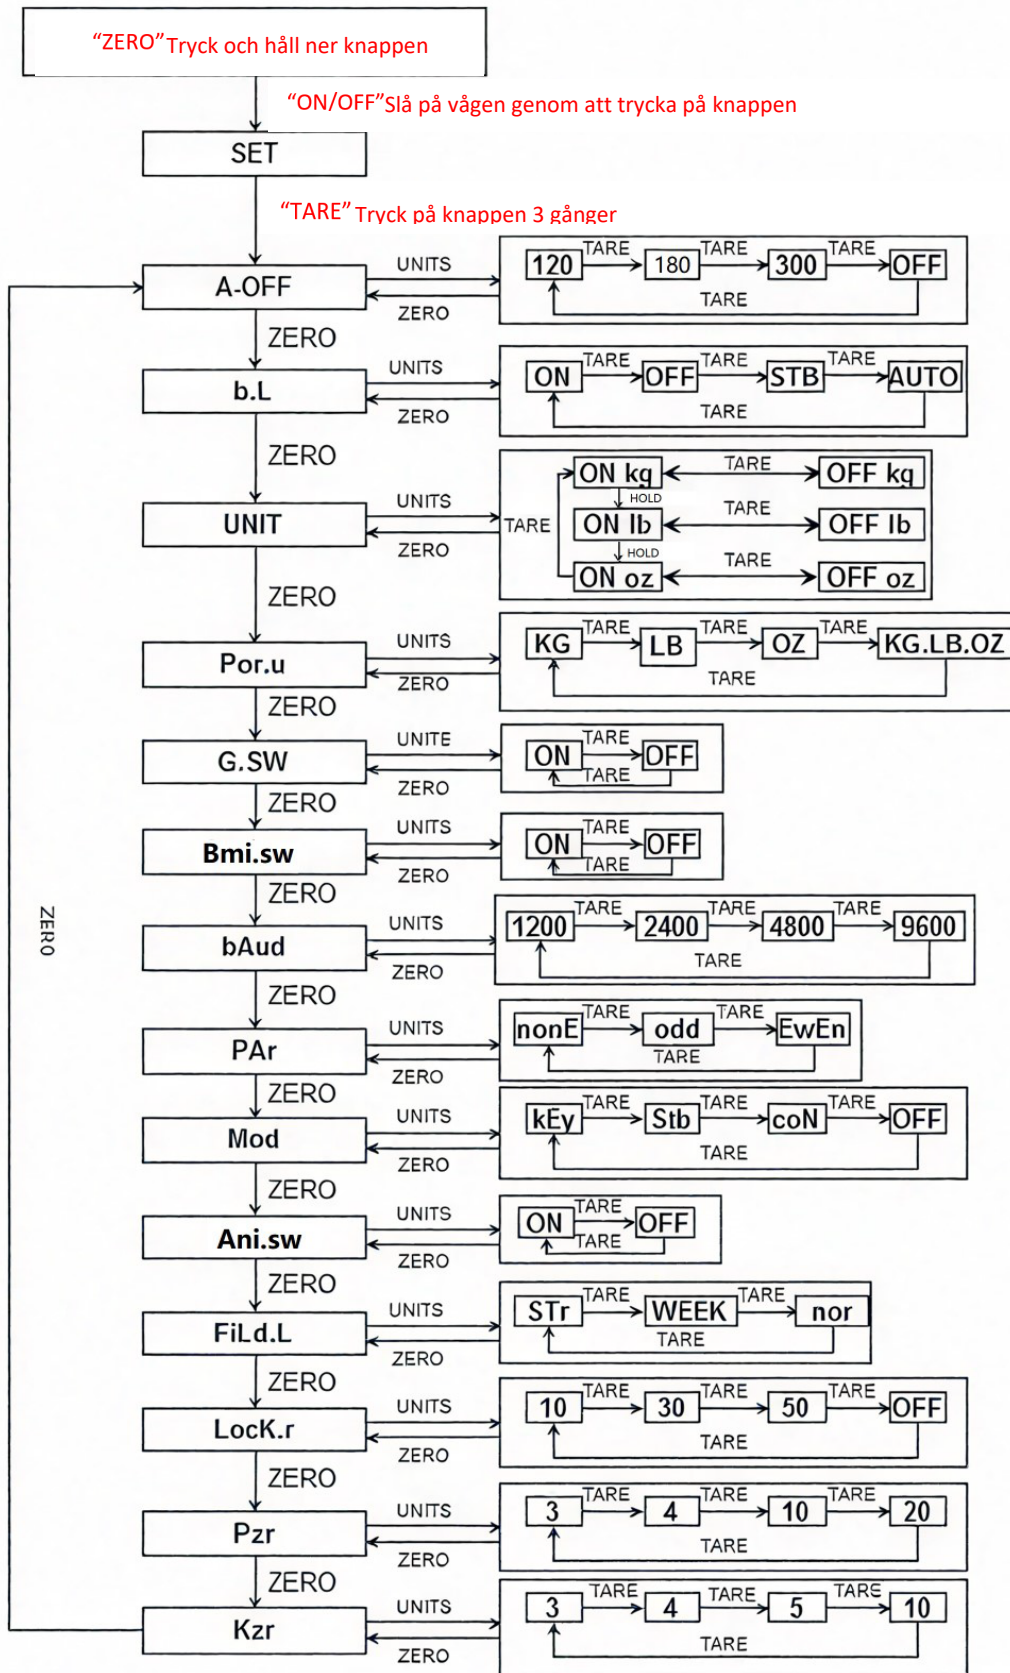 “ZERO” Tryck och håll ner knappen
“ON/OFF” Slå på vågen genom att trycka på knappen
SET
“TARE” Tryck på knappen 3 gånger
A-OFF
UNITS
ZERO
120 TARE 180 TARE 300 TARE OFF
TARE
ZERO
b.L
UNITS
ZERO
ON TARE OFF TARE STB TARE AUTO
TARE
ZERO
UNIT
UNITS
ZERO
TARE
ON kg TARE OFF kg
HOLD
ON lb TARE OFF lb
HOLD
ON oz TARE OFF oz
ZERO
Por.u
UNITS
ZERO
KG TARE LB TARE OZ TARE KG.LB.OZ
TARE
ZERO
G.SW
UNITE
ZERO
ON TARE OFF
TARE
ZERO
Bmi.sw
UNITS
ZERO
ON TARE OFF
TARE
ZERO
bAud
UNITS
ZERO
1200 TARE 2400 TARE 4800 TARE 9600
TARE
ZERO
ZERO
PAr
UNITS
ZERO
nonE TARE odd TARE EwEn
TARE
ZERO
Mod
UNITS
ZERO
kEy TARE Stb TARE coN TARE OFF
TARE
ZERO
Ani.sw
UNITS
ZERO
ON TARE OFF
TARE
ZERO
FiLd.L
UNITS
ZERO
STr TARE WEEK TARE nor
TARE
ZERO
LocK.r
UNITS
ZERO
10 TARE 30 TARE 50 TARE OFF
TARE
ZERO
Pzr
UNITS
ZERO
3 TARE 4 TARE 10 TARE 20
TARE
ZERO
Kzr
UNITS
ZERO
3 TARE 4 TARE 5 TARE 10
TARE